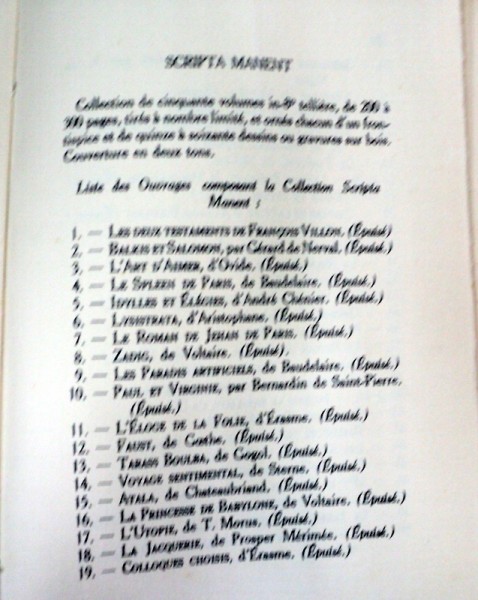 SCRIPTA MANENT
Collection de cinquante volumes in-8º tellière, de 200 à
300 pages, tirés à nombre limité, et ornés chacun d'un fron-
tispice et de quinze à soixante dessins ou gravures sur bois.
Couverture en deux tons.
Liste des Ouvrages composant la Collection Scripta
Manent :
1. — LES DEUX TESTAMENTS DE FRANÇOIS VILLON. (Épuisé)
2. — BALKIS ET SALOMON, par Gérard de Nerval. (Épuisé.)
3. — L'ART D'AIMER, d'Ovide. (Épuisé.)
4. — LE SPLEEN DE PARIS, de Baudelaire. (Épuisé.)
5. — IDYLLES ET ÉLÉGIES, d'André Chénier. (Épuisé.)
6. — LYSISTRATA, d'Aristophane. (Épuisé.)
7. — LE ROMAN DE JEHAN DE PARIS. (Épuisé.)
8. — ZADIG, de Voltaire. (Épuisé).
9. — LES PARADIS ARTIFICIELS, de Baudelaire. (Épuisé.)
10. — PAUL ET VIRGINIE, par Bernardin de Saint-Pierre.
(Épuisé.)
11. — L'ÉLOGE DE LA FOLIE, d'Érasme. (Épuisé.)
12. — FAUST, de Goethe. (Épuisé.)
13. — TARASS BOULBA, de Gogol. (Épuisé.)
14. — VOYAGE SENTIMENTAL, de Sterne. (Épuisé.)
15. — ATALA, de Chateaubriand. (Épuisé.)
16. — LA PRINCESSE DE BABYLONE, de Voltaire. (Épuisé.)
17. — L'UTOPIE, de T. Morus. (Épuisé.)
18. — LA JACQUERIE, de Prosper Mérimée. (Épuisé.)
19. — COLLOQUES CHOISIS, d'Érasme. (Épuisé.)